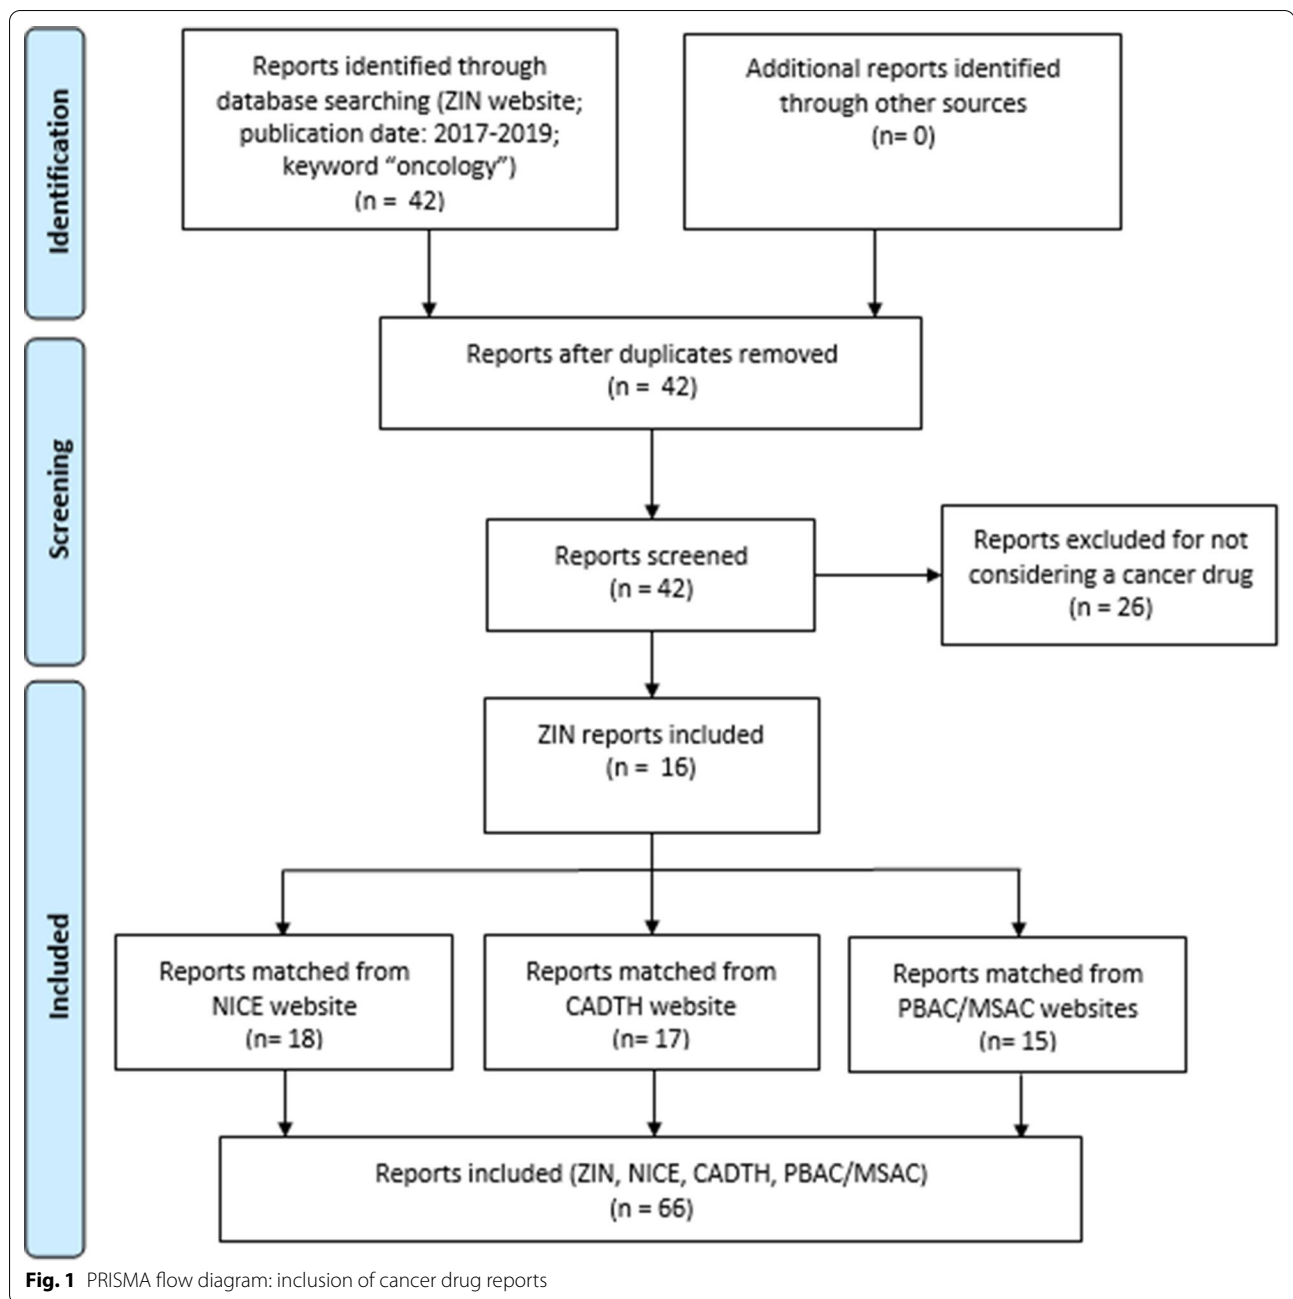 Identification
Reports identified through
database searching (ZIN website;
publication date: 2017-2019;
keyword “oncology”)
(n = 42)
Additional reports identified
through other sources
(n= 0)
Screening
Reports after duplicates removed
(n = 42)
Reports screened
(n = 42)
Reports excluded for not
considering a cancer drug
(n = 26)
Included
ZIN reports included
(n = 16)
Reports matched from
NICE website
(n= 18)
Reports matched from
CADTH website
(n= 17)
Reports matched from
PBAC/MSAC websites
(n= 15)
Reports included (ZIN, NICE, CADTH, PBAC/MSAC)
(n = 66)
Fig. 1 PRISMA flow diagram: inclusion of cancer drug reports